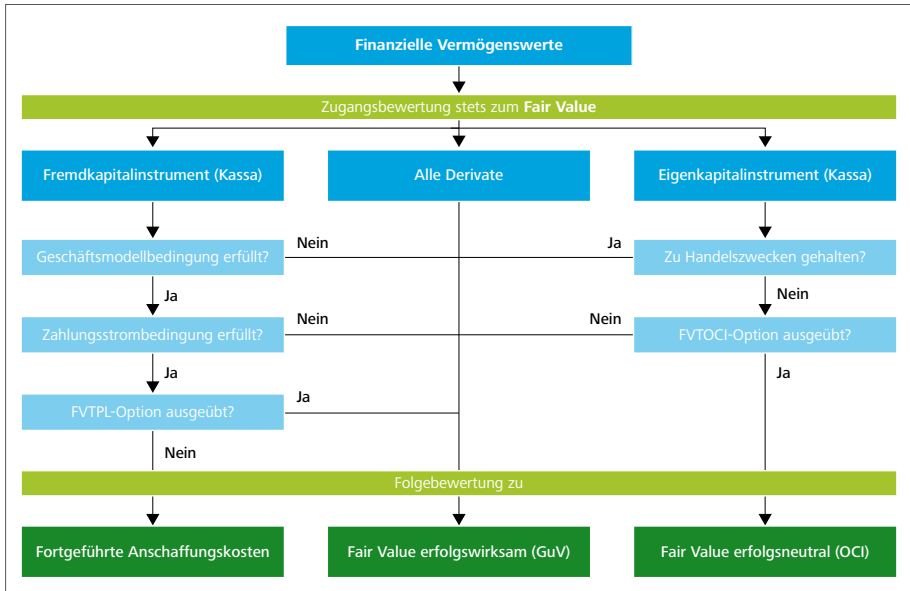 Finanzielle Vermögenswerte
Zugangsbewertung stets zum Fair Value
Fremdkapitalinstrument (Kassa)
Alle Derivate
Eigenkapitalinstrument (Kassa)
Nein
Ja
Geschäftsmodellbedingung erfüllt?
Zu Handelszwecken gehalten?
Ja
Nein
Nein
Nein
Zahlungsstrombedingung erfüllt?
FVTOCI-Option ausgeübt?
Ja
Ja
Ja
FVTPL-Option ausgeübt?
Nein
Folgebewertung zu
Fortgeführte Anschaffungskosten
Fair Value erfolgswirksam (GuV)
Fair Value erfolgsneutral (OCI)